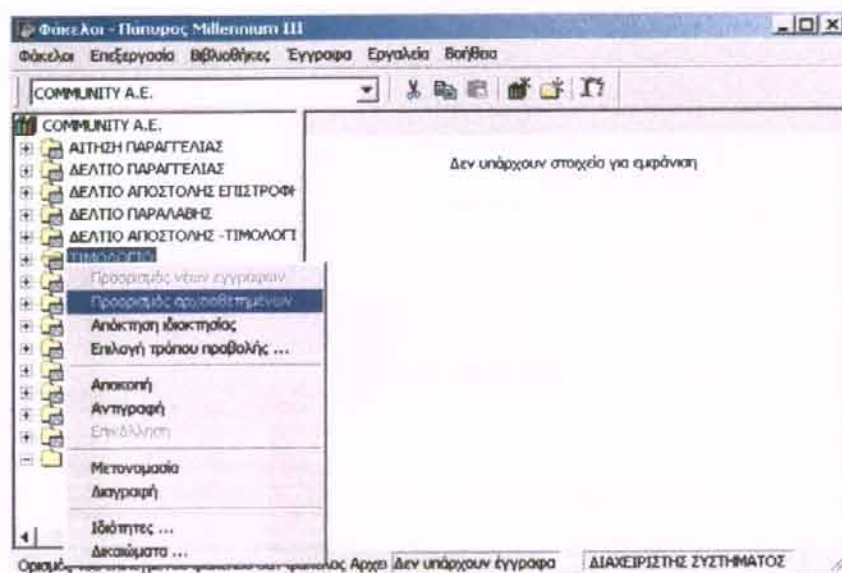 Φάκελοι - Πάπυρος Millennium III
Φάκελοι Επεξεργασία Βιβλιοθήκες Έγγραφα Εργαλεία Βοήθεια
COMMUNITY A.E.
COMMUNITY A.E.
ΑΙΤΗΣΗ ΠΑΡΑΓΓΕΛΙΑΣ
ΔΕΛΤΙΟ ΠΑΡΑΓΓΕΛΙΑΣ
ΔΕΛΤΙΟ ΑΠΟΣΤΟΛΗΣ ΕΠΙΣΤΡΟΦΗ
ΔΕΛΤΙΟ ΠΑΡΑΛΑΒΗΣ
ΔΕΛΤΙΟ ΑΠΟΣΤΟΛΗΣ -ΤΙΜΟΛΟΓΙ
ΤΙΜΟΛΟΓΙΟ
Δεν υπάρχουν στοιχεία για εμφάνιση
Προορισμός νέων εγγράφων
Προορισμός αρχειοθετημένων
Απόκτηση ιδιοκτησίας
Επιλογή τρόπου προβολής ...
Αποκοπή
Αντιγραφή
Επικόλληση
Μετονομασία
Διαγραφή
Ιδιότητες ...
Δικαιώματα ...
Δεν υπάρχουν έγγραφα ΔΙΑΧΕΙΡΙΣΤΗΣ ΣΥΣΤΗΜΑΤΟΣ